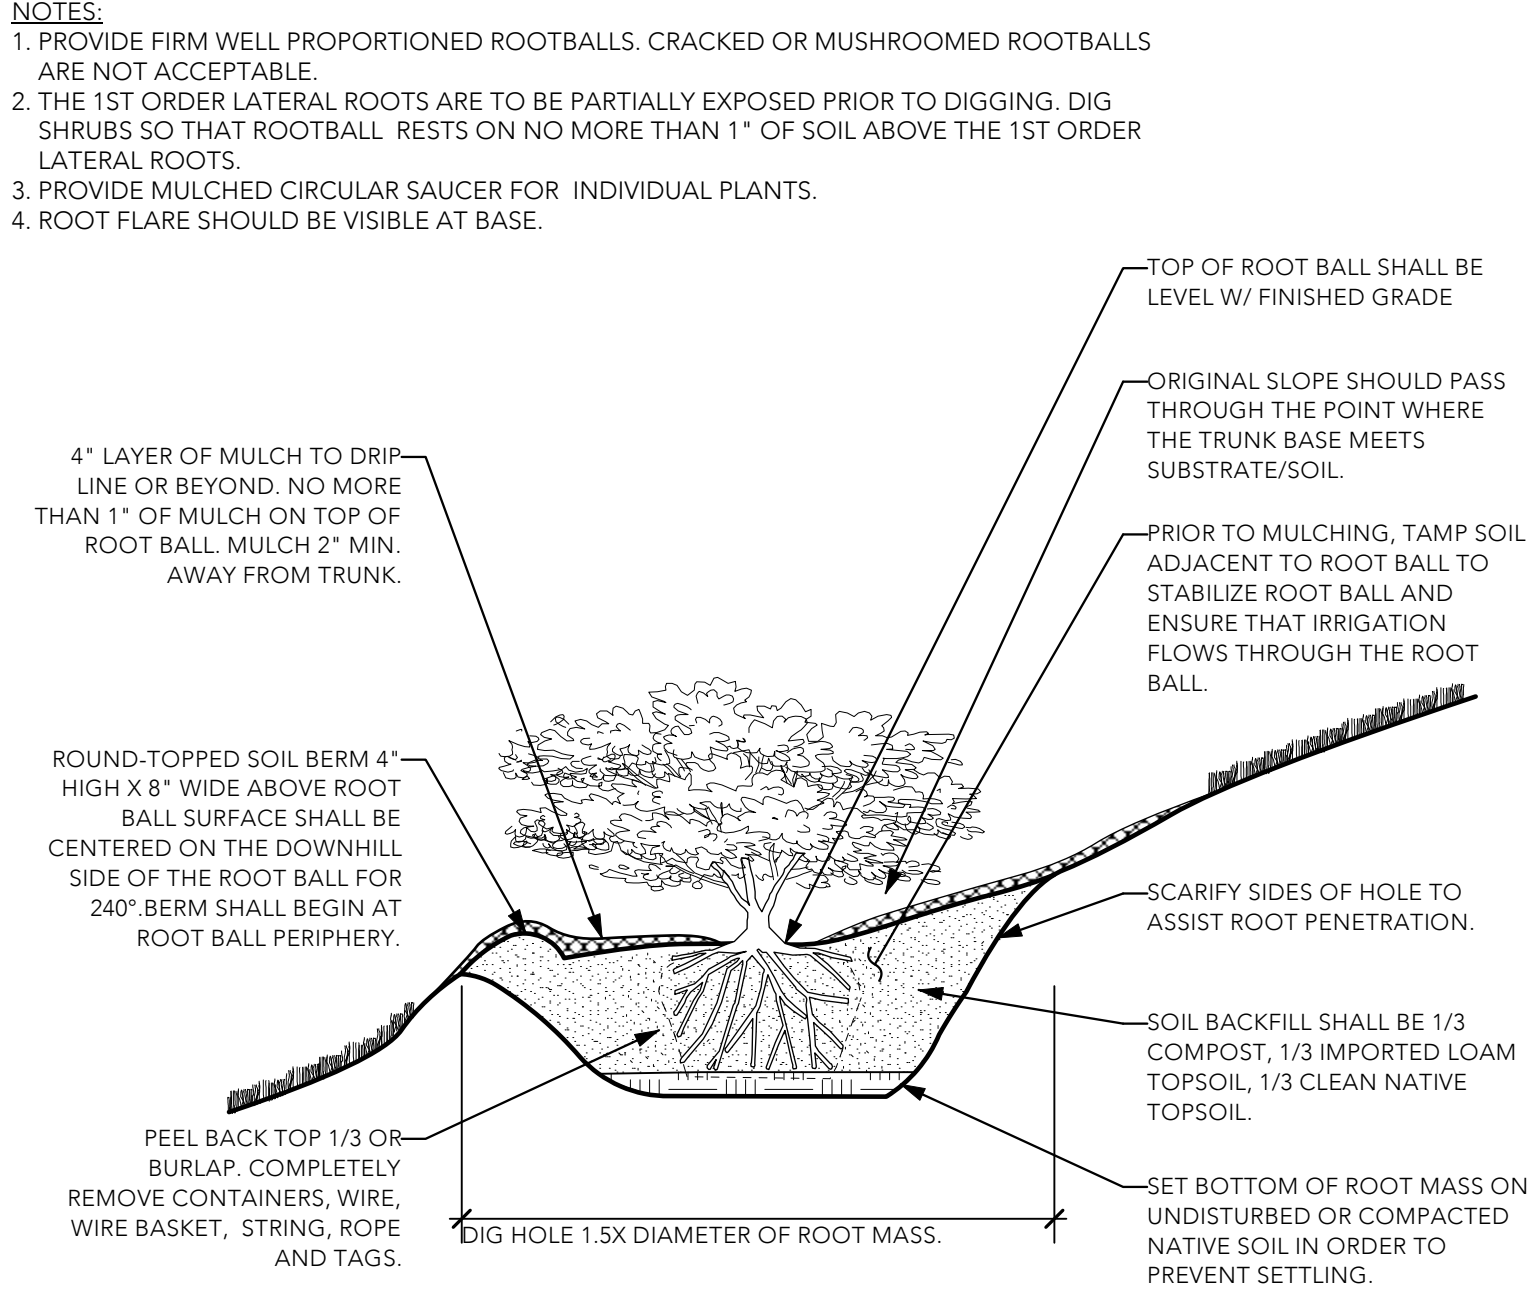 NOTES:
1. PROVIDE FIRM WELL PROPORTIONED ROOTBALLS. CRACKED OR MUSHROOMED ROOTBALLS
ARE NOT ACCEPTABLE.
2. THE 1ST ORDER LATERAL ROOTS ARE TO BE PARTIALLY EXPOSED PRIOR TO DIGGING. DIG
SHRUBS SO THAT ROOTBALL RESTS ON NO MORE THAN 1" OF SOIL ABOVE THE 1ST ORDER
LATERAL ROOTS.
3. PROVIDE MULCHED CIRCULAR SAUCER FOR INDIVIDUAL PLANTS.
4. ROOT FLARE SHOULD BE VISIBLE AT BASE.
4" LAYER OF MULCH TO DRIP
LINE OR BEYOND. NO MORE
THAN 1" OF MULCH ON TOP OF
ROOT BALL. MULCH 2" MIN.
AWAY FROM TRUNK.
ROUND-TOPPED SOIL BERM 4"
HIGH X 8" WIDE ABOVE ROOT
BALL SURFACE SHALL BE
CENTERED ON THE DOWNHILL
SIDE OF THE ROOT BALL FOR
240°.BERM SHALL BEGIN AT
ROOT BALL PERIPHERY.
PEEL BACK TOP 1/3 OR
BURLAP. COMPLETELY
REMOVE CONTAINERS, WIRE,
WIRE BASKET, STRING, ROPE
AND TAGS.
DIG HOLE 1.5X DIAMETER OF ROOT MASS.
TOP OF ROOT BALL SHALL BE
LEVEL W/ FINISHED GRADE
ORIGINAL SLOPE SHOULD PASS
THROUGH THE POINT WHERE
THE TRUNK BASE MEETS
SUBSTRATE/SOIL.
PRIOR TO MULCHING, TAMP SOIL
ADJACENT TO ROOT BALL TO
STABILIZE ROOT BALL AND
ENSURE THAT IRRIGATION
FLOWS THROUGH THE ROOT
BALL.
SCARIFY SIDES OF HOLE TO
ASSIST ROOT PENETRATION.
SOIL BACKFILL SHALL BE 1/3
COMPOST, 1/3 IMPORTED LOAM
TOPSOIL, 1/3 CLEAN NATIVE
TOPSOIL.
SET BOTTOM OF ROOT MASS ON
UNDISTURBED OR COMPACTED
NATIVE SOIL IN ORDER TO
PREVENT SETTLING.